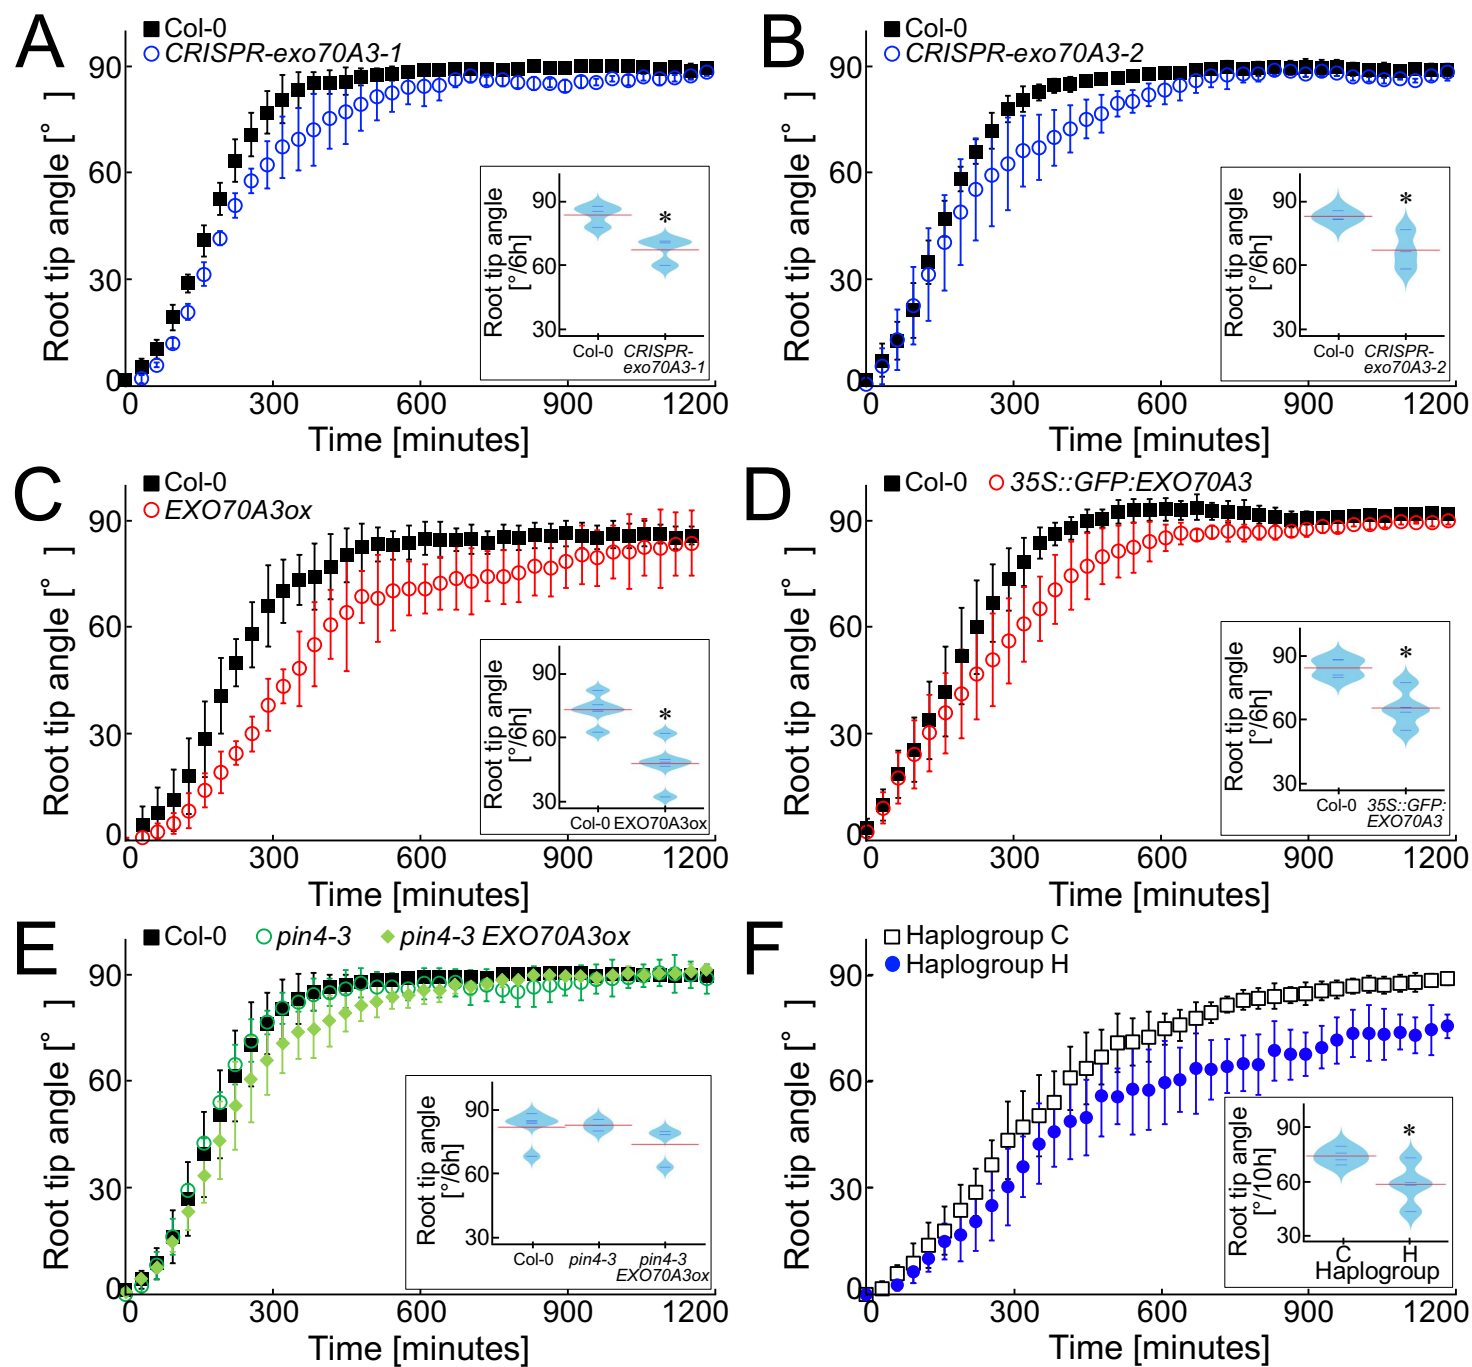 A
Col-0
CRISPR-exo70A3-1
Root tip angle [° ]
90
60
30
0
0 300 600 900 1200
Time [minutes]
Root tip angle
[°/6h]
90
60
30
*
Col-0 CRISPR-
exo70A3-1
B
Col-0
CRISPR-exo70A3-2
Root tip angle [° ]
90
60
30
0
0 300 600 900 1200
Time [minutes]
Root tip angle
[°/6h]
90
60
30
*
Col-0 CRISPR-
exo70A3-2
C
Col-0
EXO70A3ox
Root tip angle [° ]
90
60
30
0
0 300 600 900 1200
Time [minutes]
Root tip angle
[°/6h]
90
60
30
*
Col-0 EXO70A3ox
D
Col-0 35S::GFP:EXO70A3
Root tip angle [° ]
90
60
30
0
0 300 600 900 1200
Time [minutes]
Root tip angle
[°/6h]
90
60
30
*
Col-0 35S::GFP:
EXO70A3
E
Col-0 pin4-3 pin4-3 EXO70A3ox
Root tip angle [° ]
90
60
30
0
0 300 600 900 1200
Time [minutes]
Root tip angle
[°/6h]
90
60
30
Col-0 pin4-3 pin4-3
EXO70A3ox
F
Haplogroup C
Haplogroup H
Root tip angle [° ]
90
60
30
0
0 300 600 900 1200
Time [minutes]
Root tip angle
[°/10h]
90
60
30
*
C H
Haplogroup